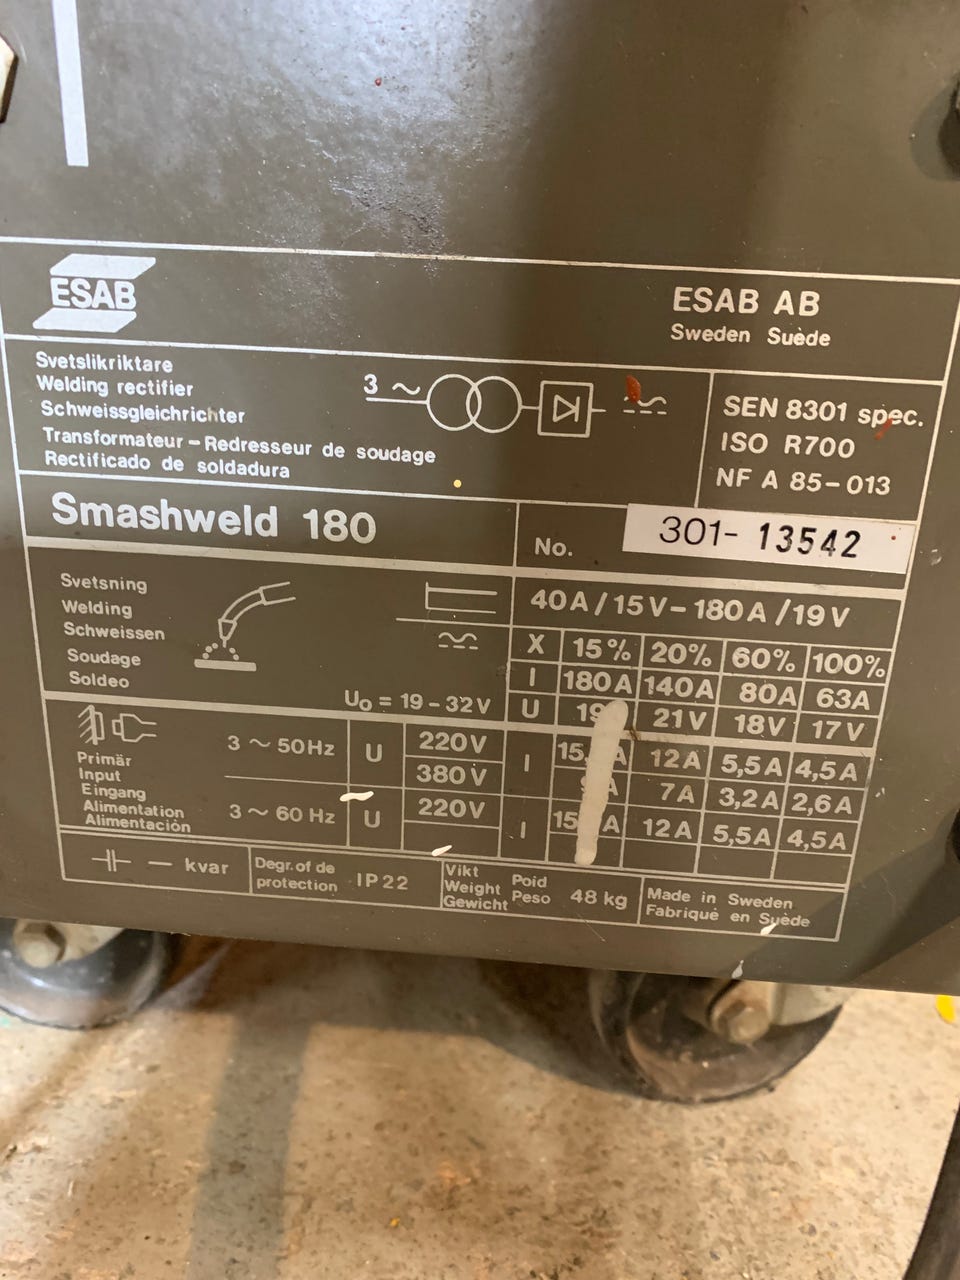 ESAB
ESAB AB
Sweden Suède
Svetslikriktare
Welding rectifier
Schweissgleichrichter
Transformateur – Redresseur de soudage
Rectificado de soldadura
3 ~
SEN 8301 spec.
ISO R700
NF A 85-013
Smashweld 180
No. 301- 13542
Svetsning
Welding
Schweissen
Soudage
Soldeo
U₀ = 19 – 32V
40A/15V – 180A/19V
X 15% 20% 60% 100%
I 180A 140A 80A 63A
U 21V 18V 17V
Primär
Input
Eingang
Alimentation
Alimentación
3 ~ 50Hz U 220V I 12A 5,5A 4,5A
380V 7A 3,2A 2,6A
3 ~ 60 Hz U 220V I 12A 5,5A 4,5A
— kvar
Degr. of de
protection IP22
Vikt
Weight
Gewicht
Poid
Peso
48 kg
Made in Sweden
Fabriqué en Suède